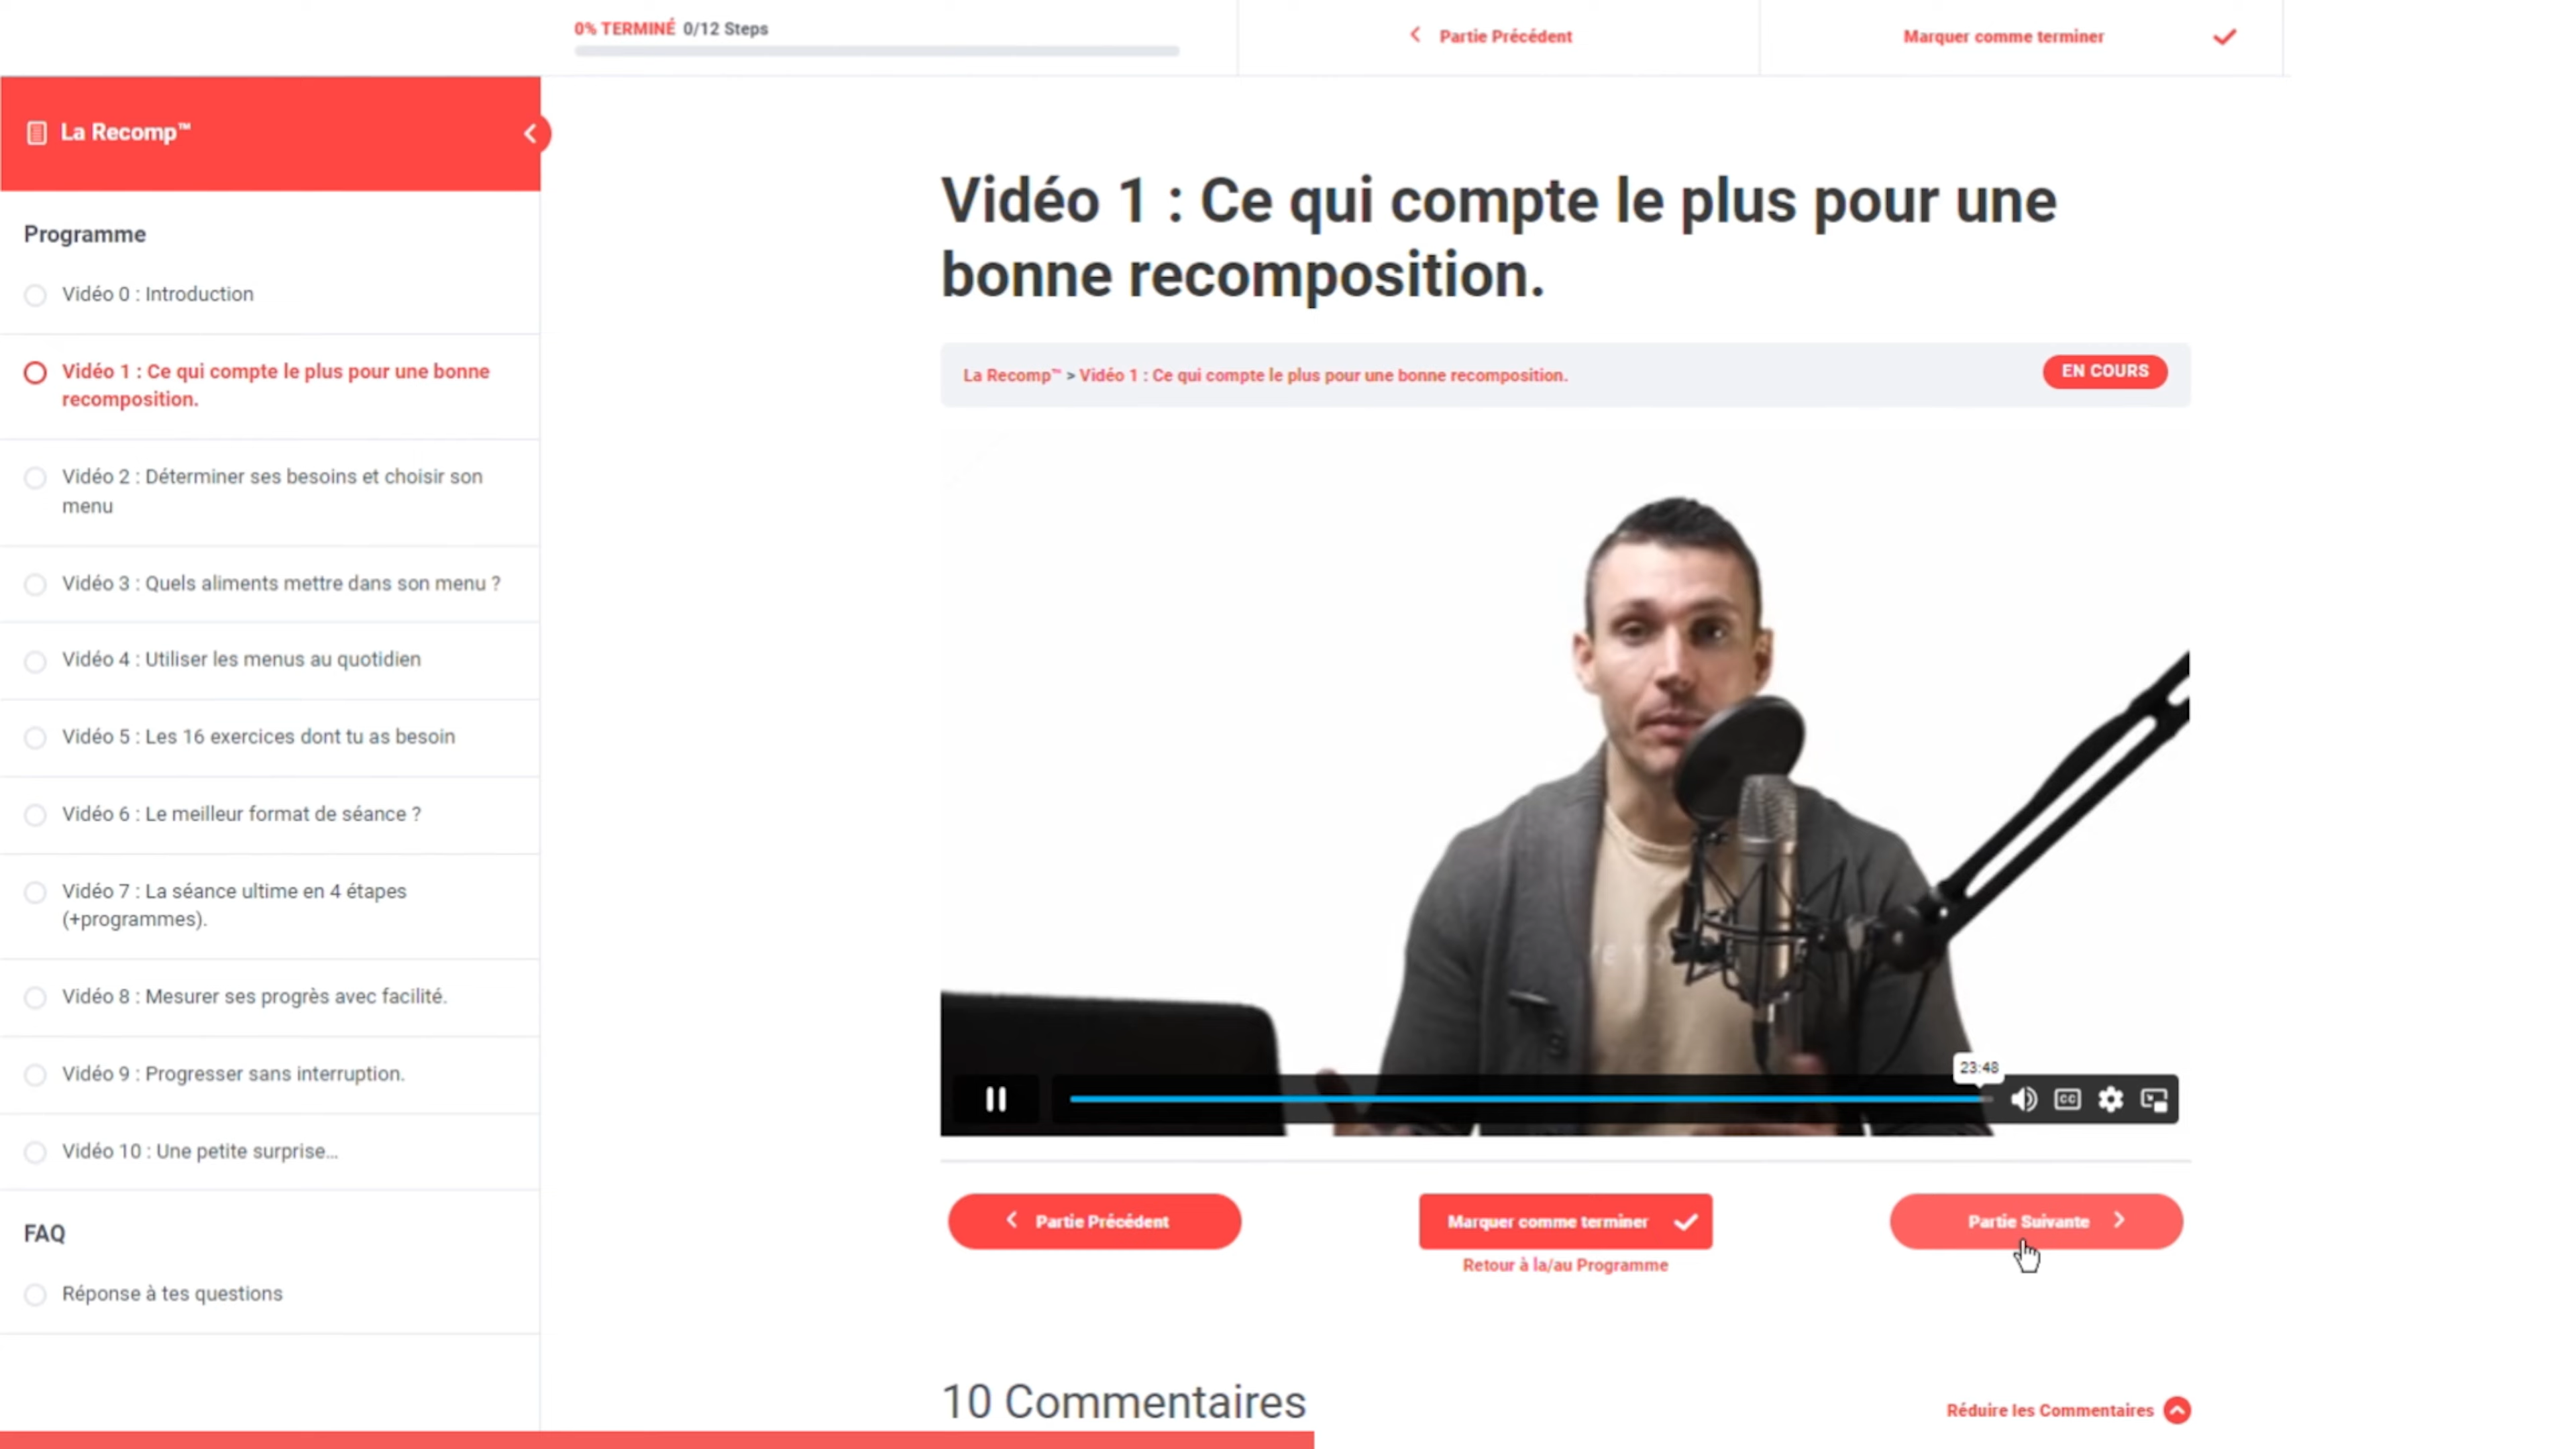 0% TERMINÉ 0/12 Steps
Partie Précédent
Marquer comme terminer
La Recomp™
Programme
Vidéo 0 : Introduction
Vidéo 1 : Ce qui compte le plus pour une bonne
recomposition.
Vidéo 2 : Déterminer ses besoins et choisir son
menu
Vidéo 3 : Quels aliments mettre dans son menu ?
Vidéo 4 : Utiliser les menus au quotidien
Vidéo 5 : Les 16 exercices dont tu as besoin
Vidéo 6 : Le meilleur format de séance ?
Vidéo 7 : La séance ultime en 4 étapes
(+programmes).
Vidéo 8 : Mesurer ses progrès avec facilité.
Vidéo 9 : Progresser sans interruption.
Vidéo 10 : Une petite surprise...
FAQ
Réponse à tes questions
Vidéo 1 : Ce qui compte le plus pour une
bonne recomposition.
La Recomp™ > Vidéo 1 : Ce qui compte le plus pour une bonne recomposition.
EN COURS
23:48
CC
Partie Précédent
Marquer comme terminer
Partie Suivante
Retour à la/au Programme
10 Commentaires
Réduire les Commentaires